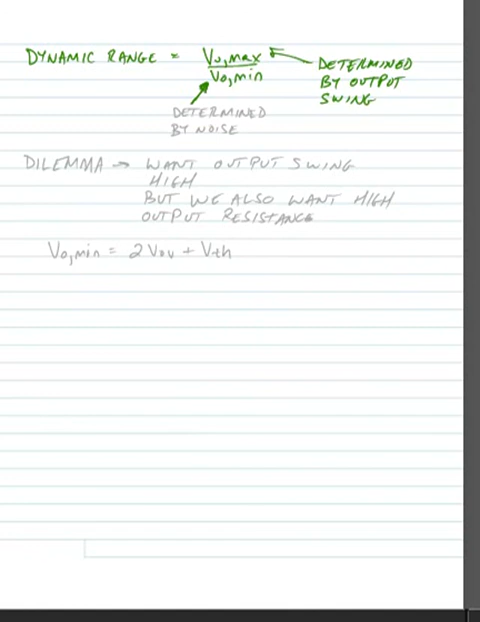 DYNAMIC RANGE = Vo,max / Vo,min
DETERMINED
BY OUTPUT
SWING
DETERMINED
BY NOISE
DILEMMA → WANT OUTPUT SWING
HIGH
BUT WE ALSO WANT HIGH
OUTPUT RESISTANCE
Vo,min = 2Vov + Vth